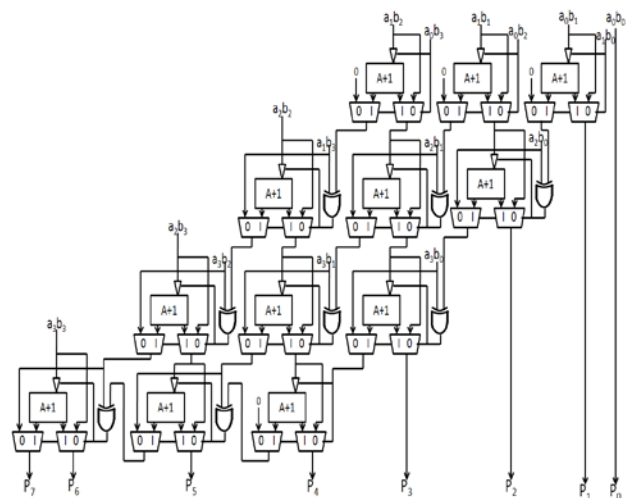 a₁b₂ a₀b₃ a₁b₁ a₀b₂ a₀b₁ a₁b₀ a₀b₀
0 A+1 0 A+1 0 A+1
0 1 1 0 0 1 1 0 0 1 1 0
a₂b₂ a₁b₃ a₂b₁ a₂b₀
A+1 A+1 A+1
0 1 1 0 0 1 1 0 0 1 1 0
a₂b₃ a₃b₂ a₃b₁ a₃b₀
A+1 A+1 A+1
0 1 1 0 0 1 1 0 0 1 1 0
a₃b₃
A+1 A+1 0 A+1
0 1 1 0 0 1 1 0 0 1 1 0
P₇ P₆ P₅ P₄ P₃ P₂ P₁ P₀